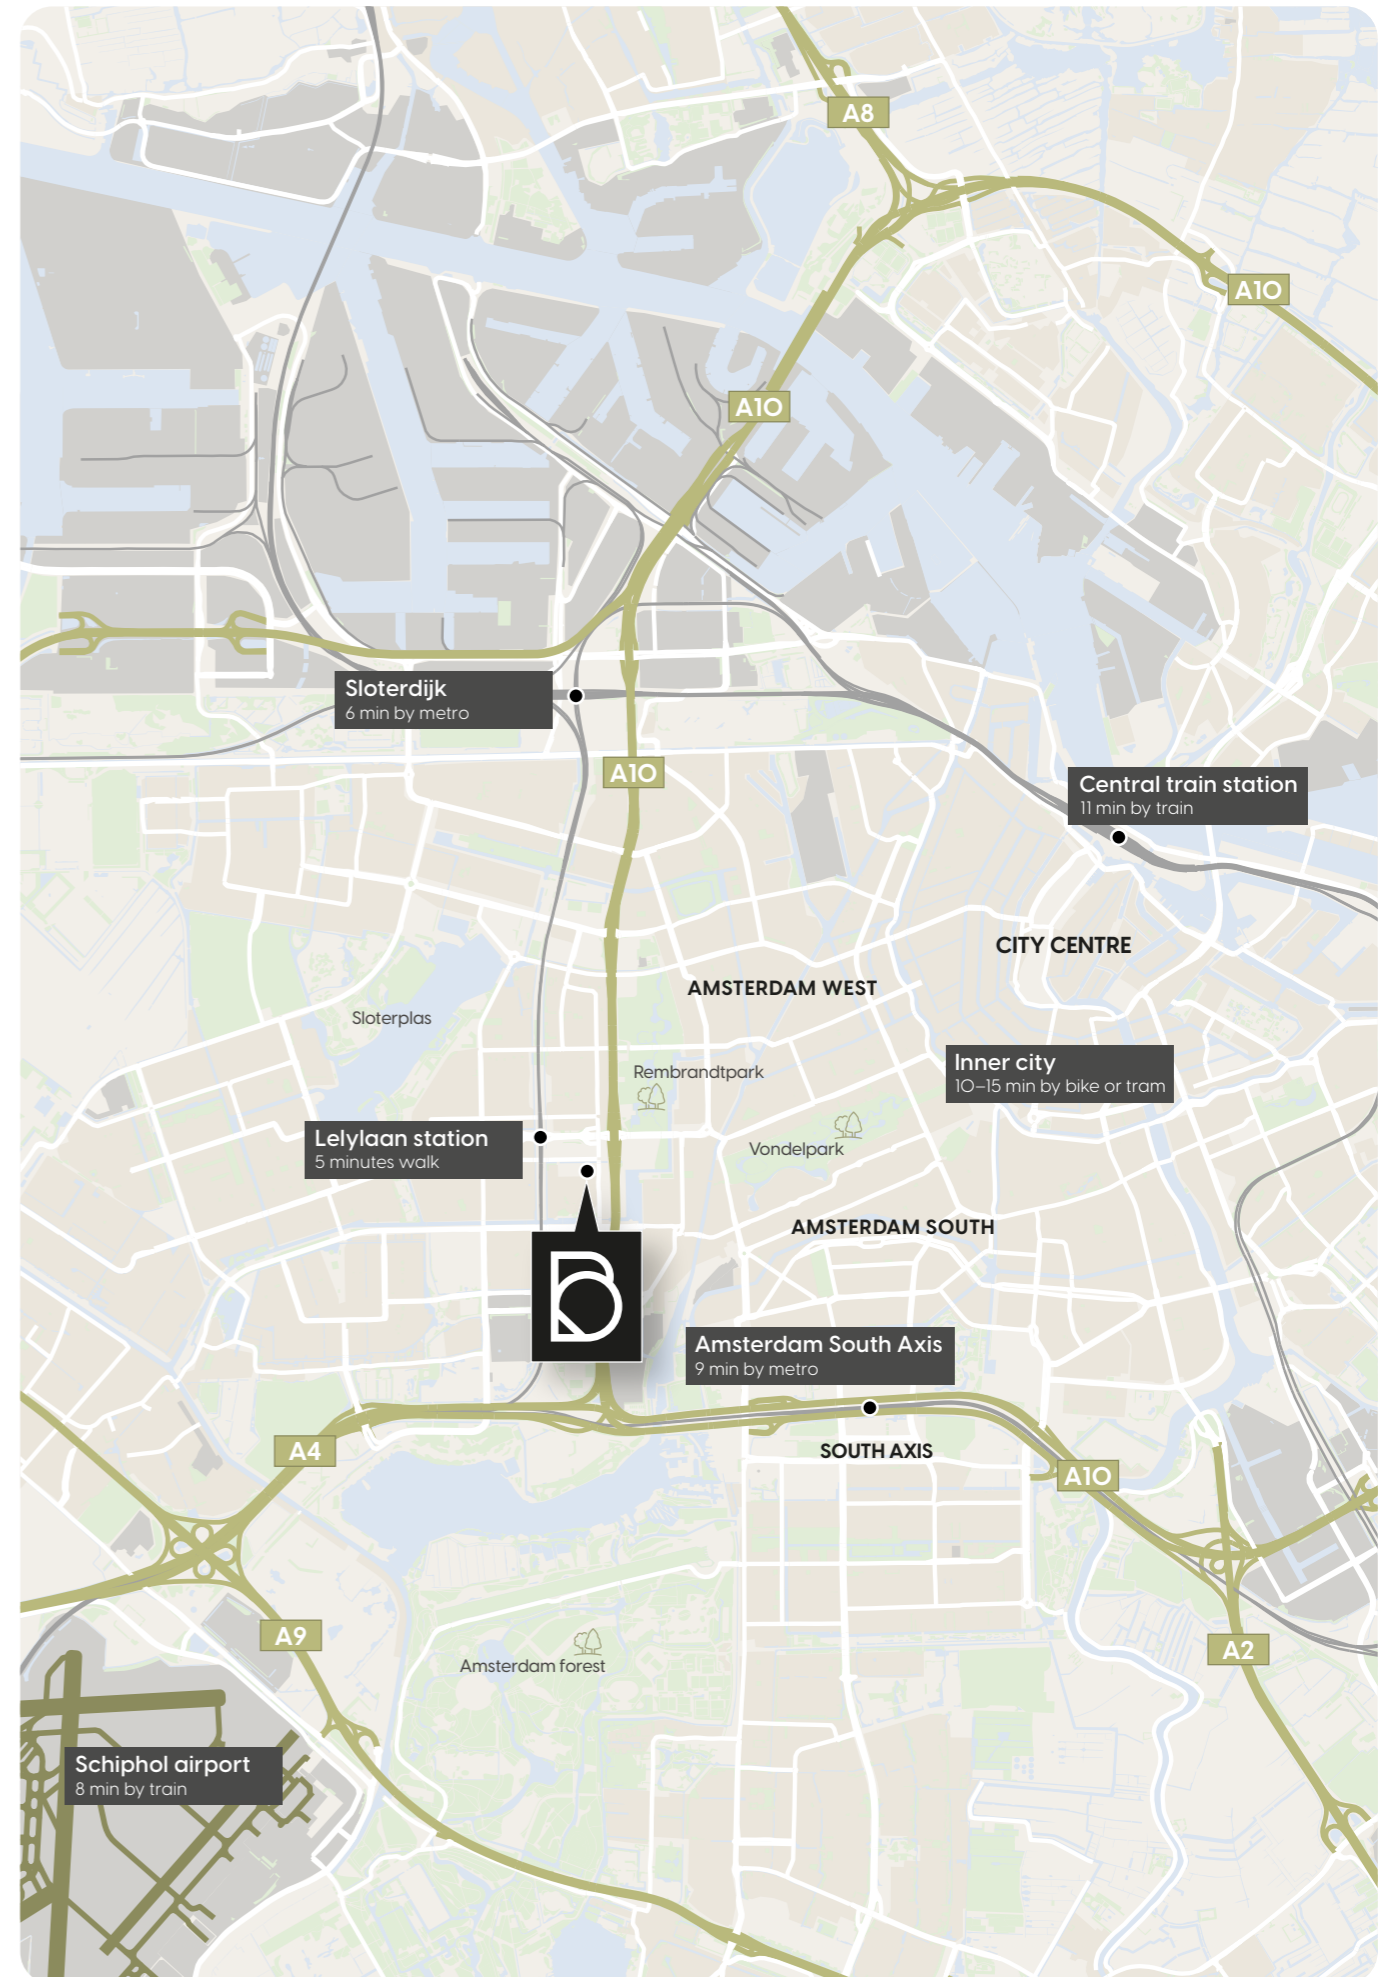 A8
A10
A10
Sloterdijk
6 min by metro
A10
Central train station
11 min by train
CITY CENTRE
AMSTERDAM WEST
Sloterplas
Rembrandtpark
Inner city
10–15 min by bike or tram
Lelylaan station
5 minutes walk
Vondelpark
AMSTERDAM SOUTH
B
Amsterdam South Axis
9 min by metro
SOUTH AXIS
A4
A10
A9
A2
Amsterdam forest
Schiphol airport
8 min by train